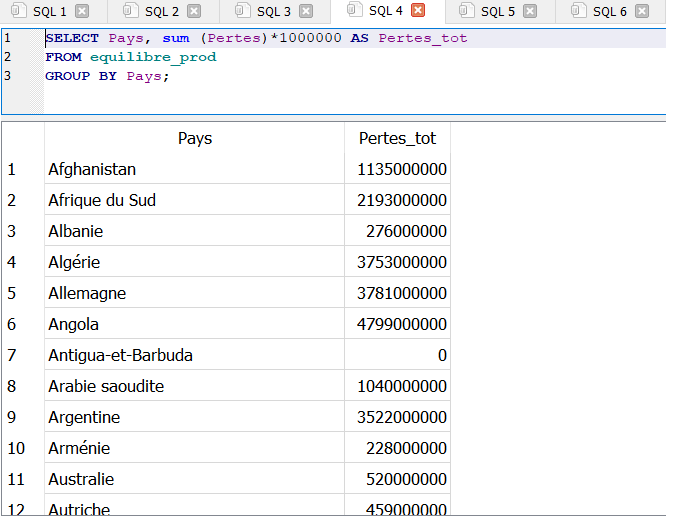 SQL 1 SQL 2 SQL 3 SQL 4 SQL 5 SQL 6
1 SELECT Pays, sum (Pertes)*1000000 AS Pertes_tot
2 FROM equilibre_prod
3 GROUP BY Pays;
Pays Pertes_tot
1 Afghanistan 1135000000
2 Afrique du Sud 2193000000
3 Albanie 276000000
4 Algérie 3753000000
5 Allemagne 3781000000
6 Angola 4799000000
7 Antigua-et-Barbuda 0
8 Arabie saoudite 1040000000
9 Argentine 3522000000
10 Arménie 228000000
11 Australie 520000000
12 Autriche 459000000